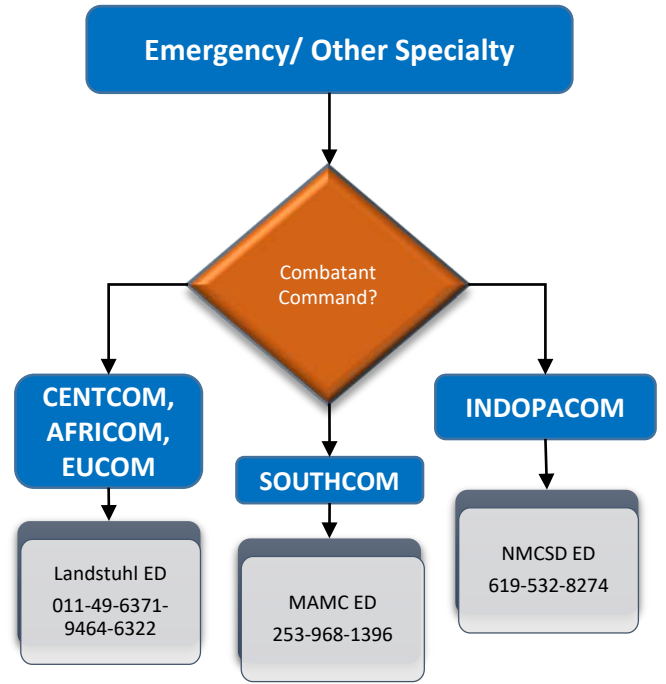 Emergency/ Other Specialty
Combatant
Command?
CENTCOM,
AFRICOM,
EUCOM
Landstuhl ED
011-49-6371-
9464-6322
SOUTHCOM
MAMC ED
253-968-1396
INDOPACOM
NMCSD ED
619-532-8274